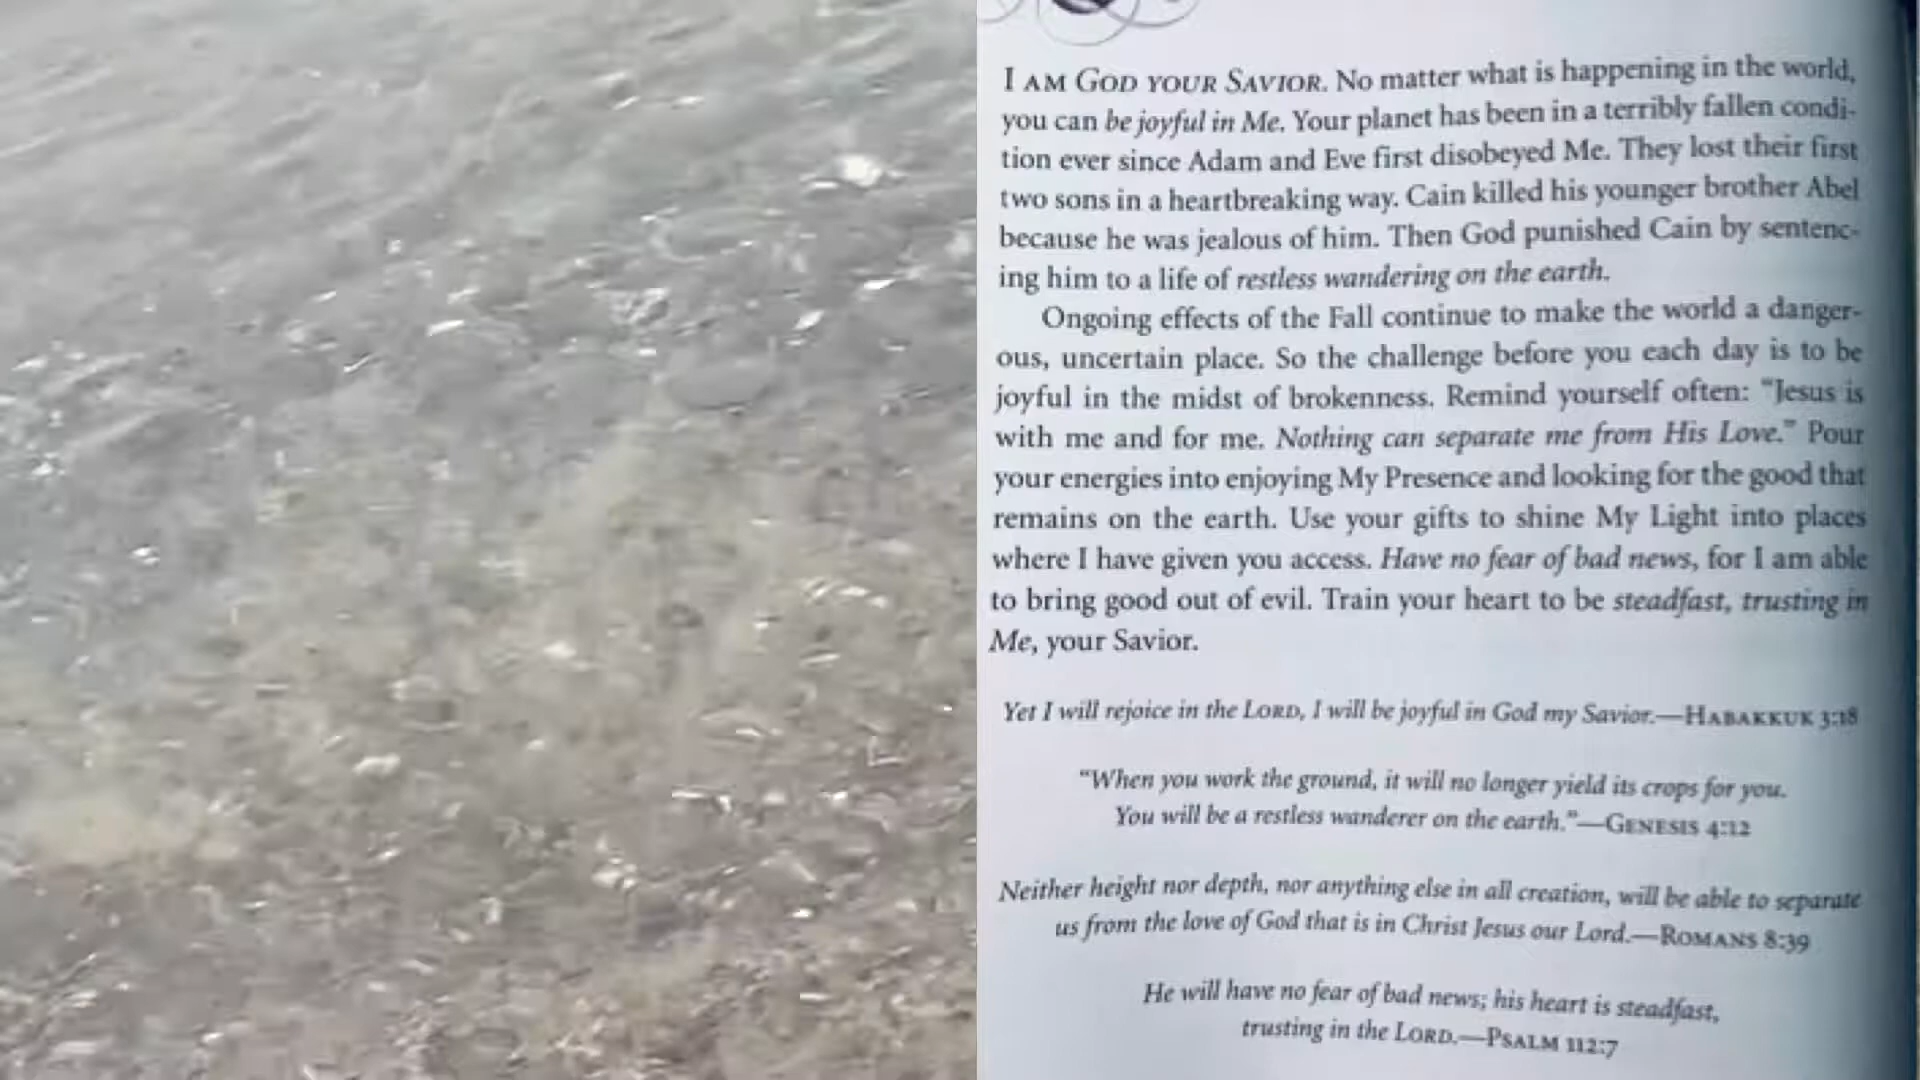 I AM GOD YOUR SAVIOR. No matter what is happening in the world,
you can be joyful in Me. Your planet has been in a terribly fallen condi-
tion ever since Adam and Eve first disobeyed Me. They lost their first
two sons in a heartbreaking way. Cain killed his younger brother Abel
because he was jealous of him. Then God punished Cain by sentenc-
ing him to a life of restless wandering on the earth.
Ongoing effects of the Fall continue to make the world a danger-
ous, uncertain place. So the challenge before you each day is to be
joyful in the midst of brokenness. Remind yourself often: “Jesus is
with me and for me. Nothing can separate me from His Love.” Pour
your energies into enjoying My Presence and looking for the good that
remains on the earth. Use your gifts to shine My Light into places
where I have given you access. Have no fear of bad news, for I am able
to bring good out of evil. Train your heart to be steadfast, trusting in
Me, your Savior.
Yet I will rejoice in the LORD, I will be joyful in God my Savior.—HABAKKUK 3:18
“When you work the ground, it will no longer yield its crops for you.
You will be a restless wanderer on the earth.”—GENESIS 4:12
Neither height nor depth, nor anything else in all creation, will be able to separate
us from the love of God that is in Christ Jesus our Lord.—ROMANS 8:39
He will have no fear of bad news; his heart is steadfast,
trusting in the LORD.—PSALM 112:7